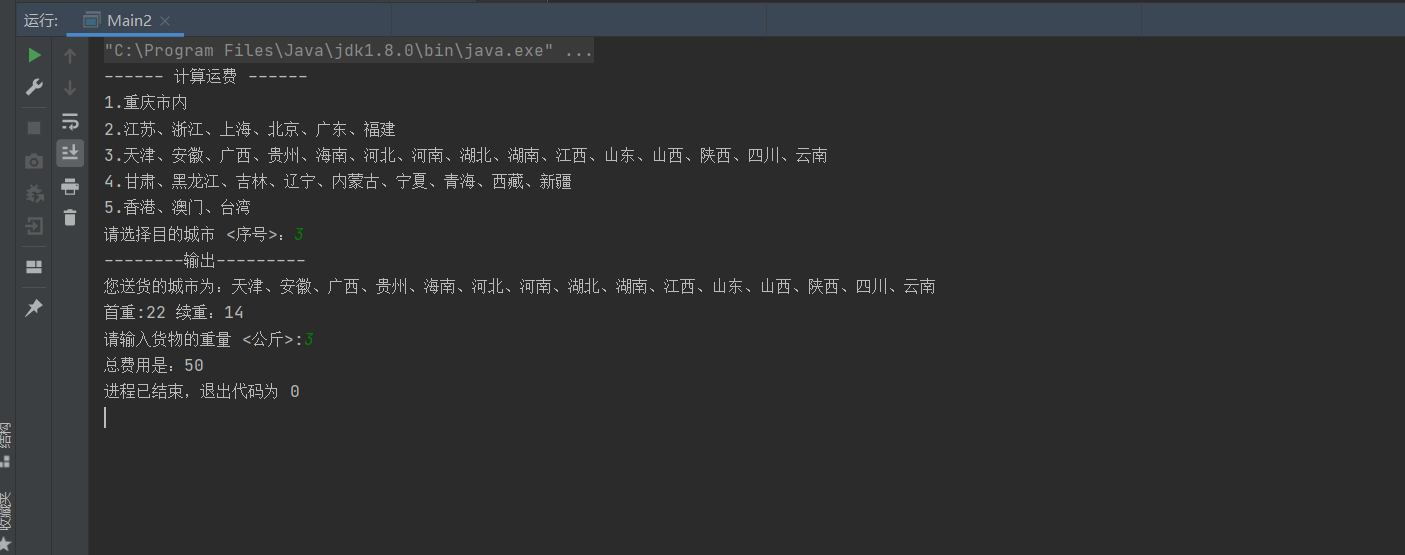 运行: Main2
"C:\Program Files\Java\jdk1.8.0\bin\java.exe" ...
------ 计算运费 ------
1.重庆市内
2.江苏、浙江、上海、北京、广东、福建
3.天津、安徽、广西、贵州、海南、河北、河南、湖北、湖南、江西、山东、山西、陕西、四川、云南
4.甘肃、黑龙江、吉林、辽宁、内蒙古、宁夏、青海、西藏、新疆
5.香港、澳门、台湾
请选择目的城市 <序号>：3
--------输出---------
您送货的城市为：天津、安徽、广西、贵州、海南、河北、河南、湖北、湖南、江西、山东、山西、陕西、四川、云南
首重:22 续重：14
请输入货物的重量 <公斤>:3
总费用是：50
进程已结束，退出代码为 0
结构
收藏夹